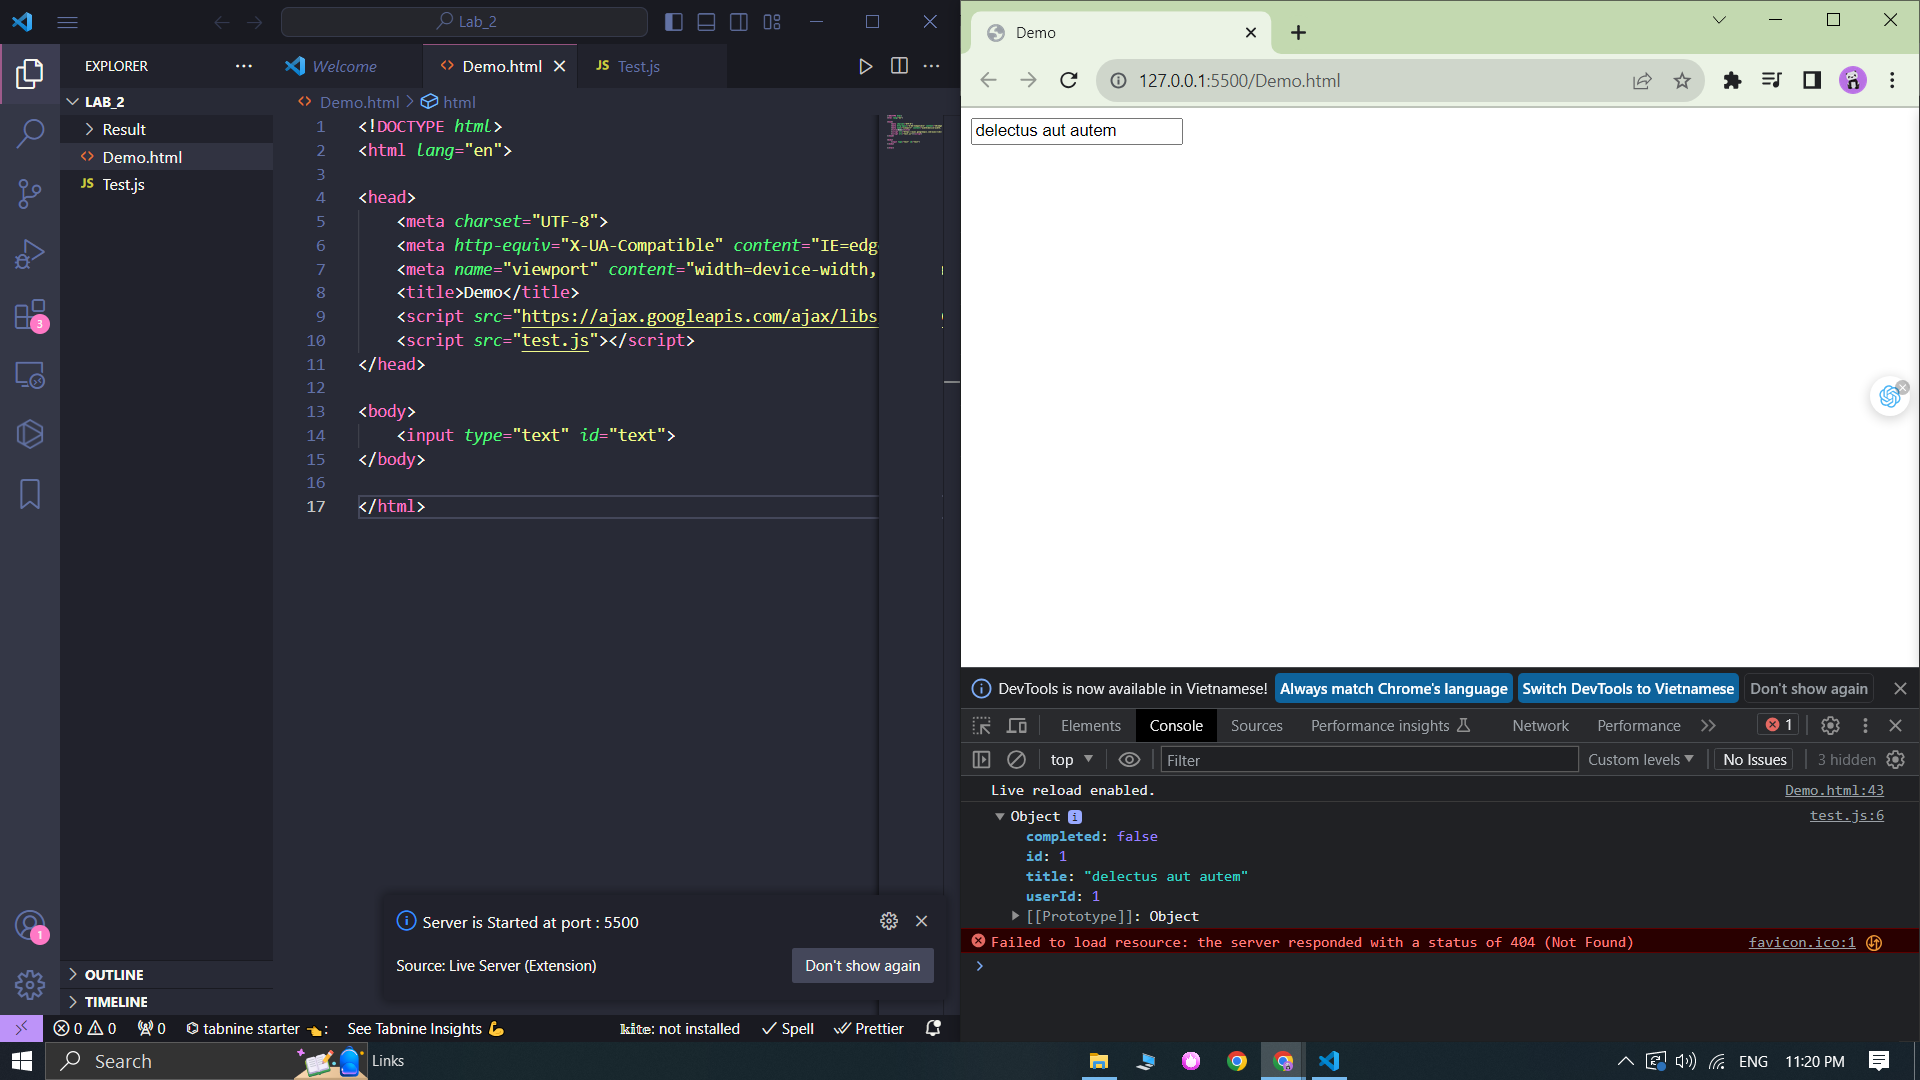 Lab_2
EXPLORER
Welcome
Demo.html
JS Test.js
LAB_2
Result
Demo.html
JS Test.js
Demo.html
html
1 <!DOCTYPE html>
2 <html lang="en">
3
4 <head>
5 <meta charset="UTF-8">
6 <meta http-equiv="X-UA-Compatible" content="IE=edg
7 <meta name="viewport" content="width=device-width,
8 <title>Demo</title>
9 <script src="https://ajax.googleapis.com/ajax/libs
10 <script src="test.js"></script>
11 </head>
12
13 <body>
14 <input type="text" id="text">
15 </body>
16
17 </html>
3
1
Server is Started at port : 5500
Source: Live Server (Extension)
Don't show again
OUTLINE
TIMELINE
0 0 0 tabnine starter : See Tabnine Insights kite: not installed Spell Prettier
Demo
127.0.0.1:5500/Demo.html
delectus aut autem
DevTools is now available in Vietnamese! Always match Chrome's language Switch DevTools to Vietnamese Don't show again
Elements Console Sources Performance insights Network Performance 1
top Filter Custom levels No Issues 3 hidden
Live reload enabled. Demo.html:43
Object i test.js:6
completed: false
id: 1
title: "delectus aut autem"
userId: 1
[[Prototype]]: Object
Failed to load resource: the server responded with a status of 404 (Not Found) favicon.ico:1
Search
Links
ENG 11:20 PM